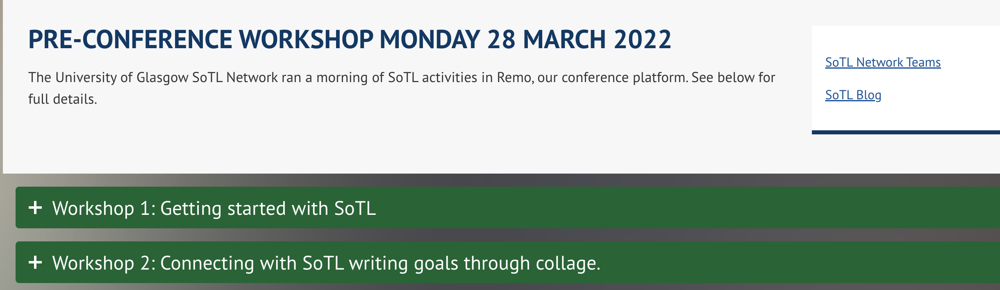 PRE-CONFERENCE WORKSHOP MONDAY 28 MARCH 2022
The University of Glasgow SoTL Network ran a morning of SoTL activities in Remo, our conference platform. See below for
full details.
SoTL Network Teams
SoTL Blog
+ Workshop 1: Getting started with SoTL
+ Workshop 2: Connecting with SoTL writing goals through collage.